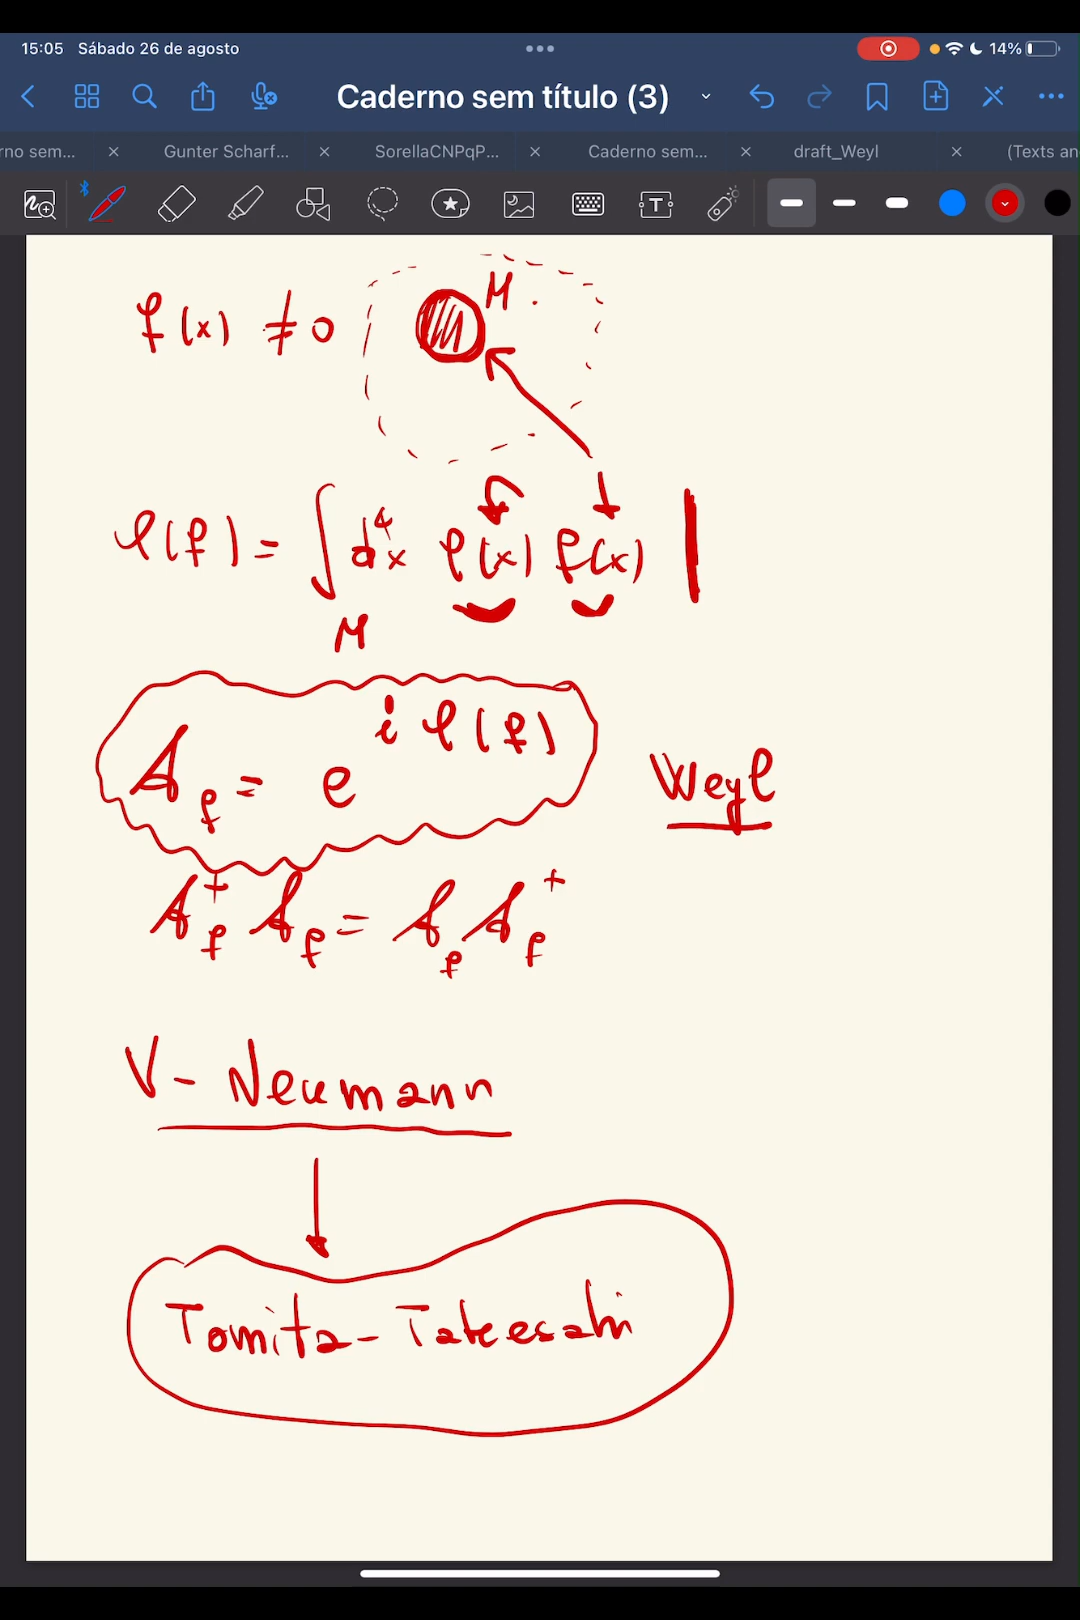 15:05 Sábado 26 de agosto 14%
Caderno sem título (3)
rno sem... Gunter Scharf... SorellaCNPqP... Caderno sem... draft_Weyl (Texts an
f(x) ≠ 0 M
φ(f) = ∫_M d⁴x φ(x) f(x)
A_f = e^{iφ(f)} Weyl
A_f^+ A_f = A_f A_f^+
V - Neumann
Tomita - Takesaki